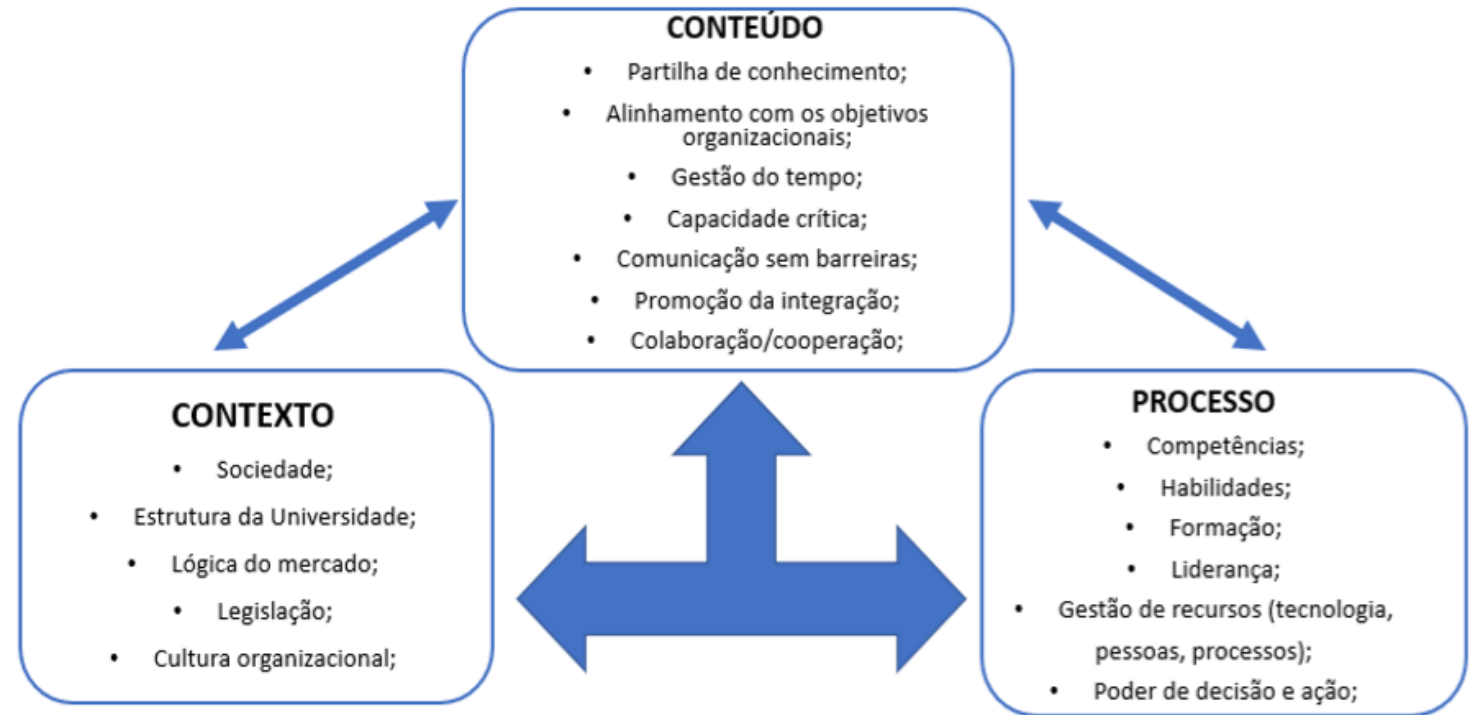 CONTEÚDO
• Partilha de conhecimento;
• Alinhamento com os objetivos
organizacionais;
• Gestão do tempo;
• Capacidade crítica;
• Comunicação sem barreiras;
• Promoção da integração;
• Colaboração/cooperação;
CONTEXTO
• Sociedade;
• Estrutura da Universidade;
• Lógica do mercado;
• Legislação;
• Cultura organizacional;
PROCESSO
• Competências;
• Habilidades;
• Formação;
• Liderança;
• Gestão de recursos (tecnologia,
pessoas, processos);
• Poder de decisão e ação;